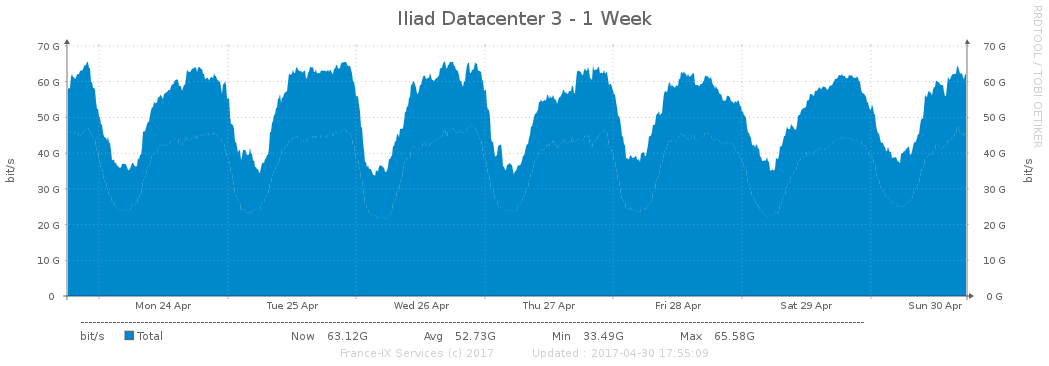 Iliad Datacenter 3 - 1 Week
RRDTOOL / TOBI OETIKER
bit/s
70 G
60 G
50 G
40 G
30 G
20 G
10 G
0
70 G
60 G
50 G
40 G
30 G
20 G
10 G
0 G
bit/s
Mon 24 Apr Tue 25 Apr Wed 26 Apr Thu 27 Apr Fri 28 Apr Sat 29 Apr Sun 30 Apr
bit/s Total Now 63.12G Avg 52.73G Min 33.49G Max 65.58G
France-IX Services (c) 2017 Updated : 2017-04-30 17:55:09